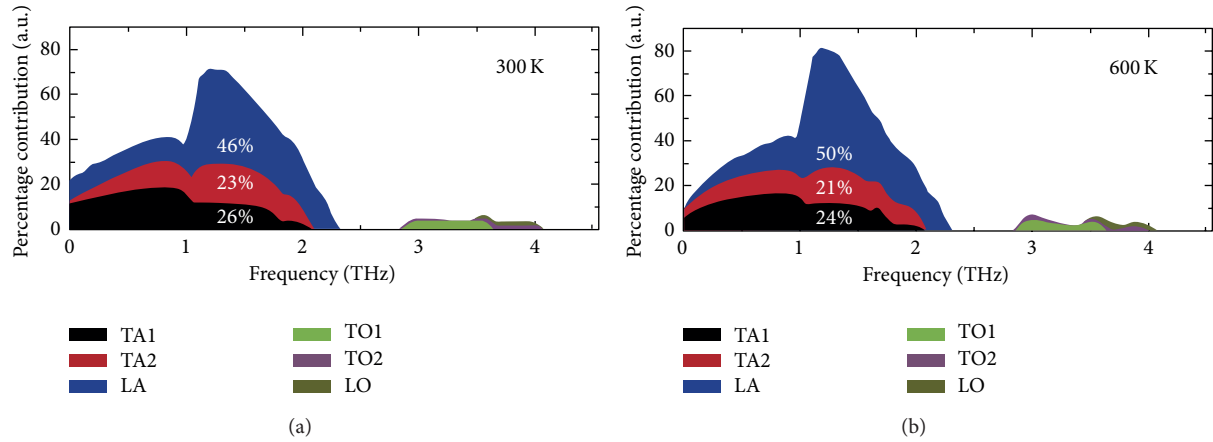 Percentage contribution (a.u.)
80
60
40
20
0
300 K
46%
23%
26%
0 1 2 3 4
Frequency (THz)
TA1
TA2
LA
TO1
TO2
LO
(a)
Percentage contribution (a.u.)
80
60
40
20
0
600 K
50%
21%
24%
0 1 2 3 4
Frequency (THz)
TA1
TA2
LA
TO1
TO2
LO
(b)